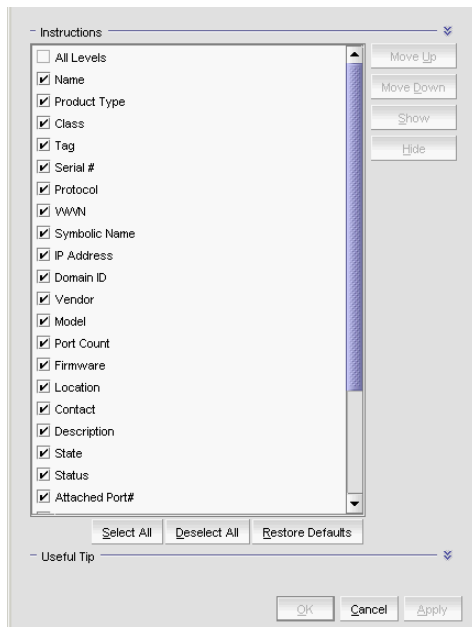 Instructions
All Levels
Move Up
Name
Move Down
Product Type
Class
Show
Tag
Hide
Serial #
Protocol
WWN
Symbolic Name
IP Address
Domain ID
Vendor
Model
Port Count
Firmware
Location
Contact
Description
State
Status
Attached Port#
Select All Deselect All Restore Defaults
Useful Tip
OK Cancel Apply